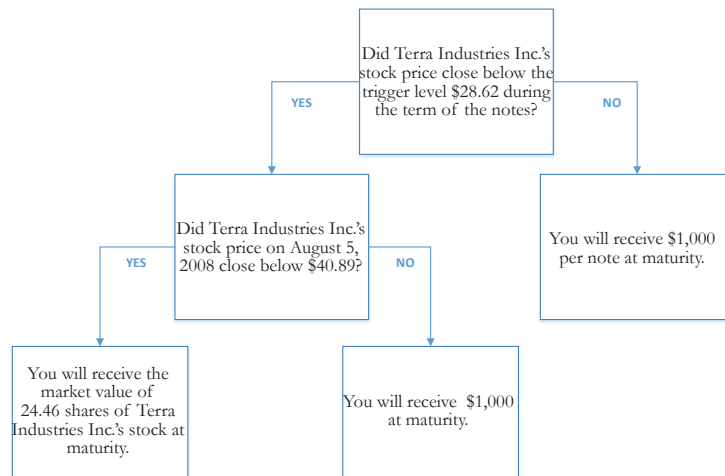 Did Terra Industries Inc.'s
stock price close below the
trigger level $28.62 during
the term of the notes?
YES
NO
Did Terra Industries Inc.'s
stock price on August 5,
2008 close below $40.89?
You will receive $1,000
per note at maturity.
YES
NO
You will receive the
market value of
24.46 shares of Terra
Industries Inc.'s stock at
maturity.
You will receive $1,000
at maturity.